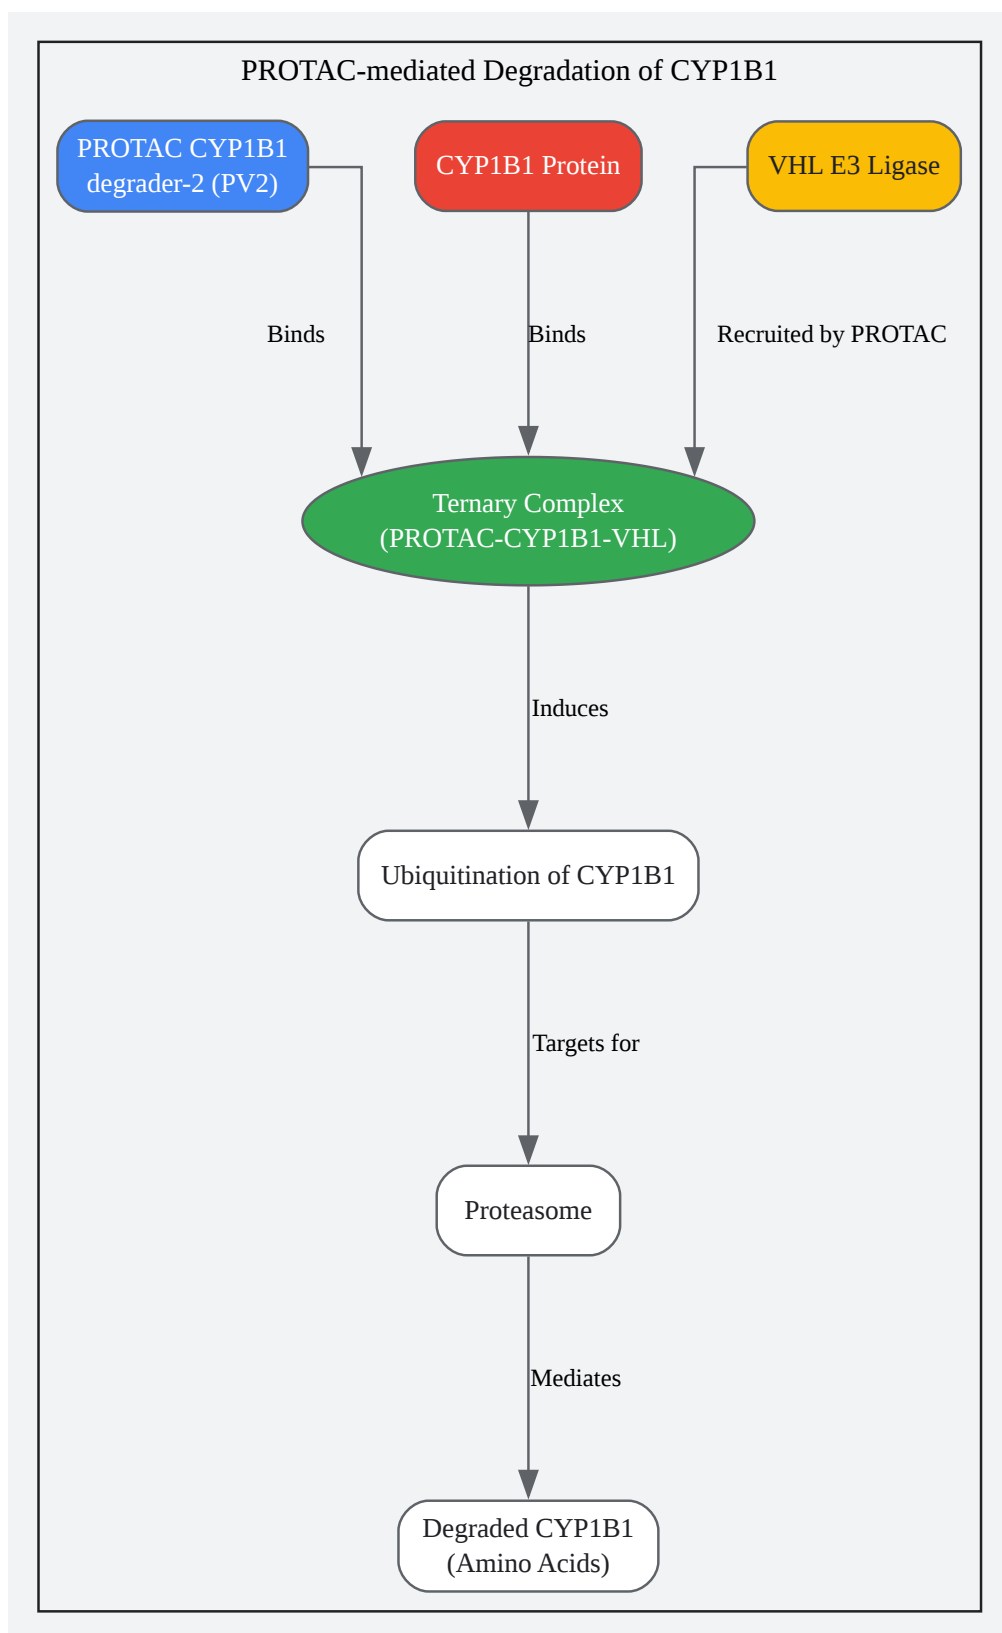 PROTAC-mediated Degradation of CYP1B1
PROTAC CYP1B1
degrader-2 (PV2)
CYP1B1 Protein
VHL E3 Ligase
Binds
Binds
Recruited by PROTAC
Ternary Complex
(PROTAC-CYP1B1-VHL)
Induces
Ubiquitination of CYP1B1
Targets for
Proteasome
Mediates
Degraded CYP1B1
(Amino Acids)